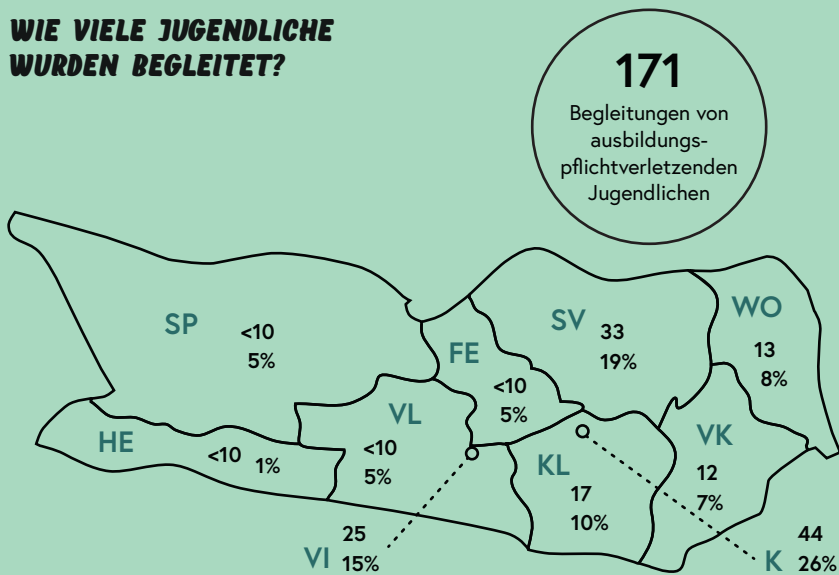 WIE VIELE JUGENDLICHE
WURDEN BEGLEITET?
171
Begleitungen von
ausbildungs-
pflichtverletzenden
Jugendlichen
SP
<10
5%
FE
<10
5%
SV
33
19%
WO
13
8%
HE
<10 1%
VL
<10
5%
KL
17
10%
VK
12
7%
VI
25
15%
K
44
26%